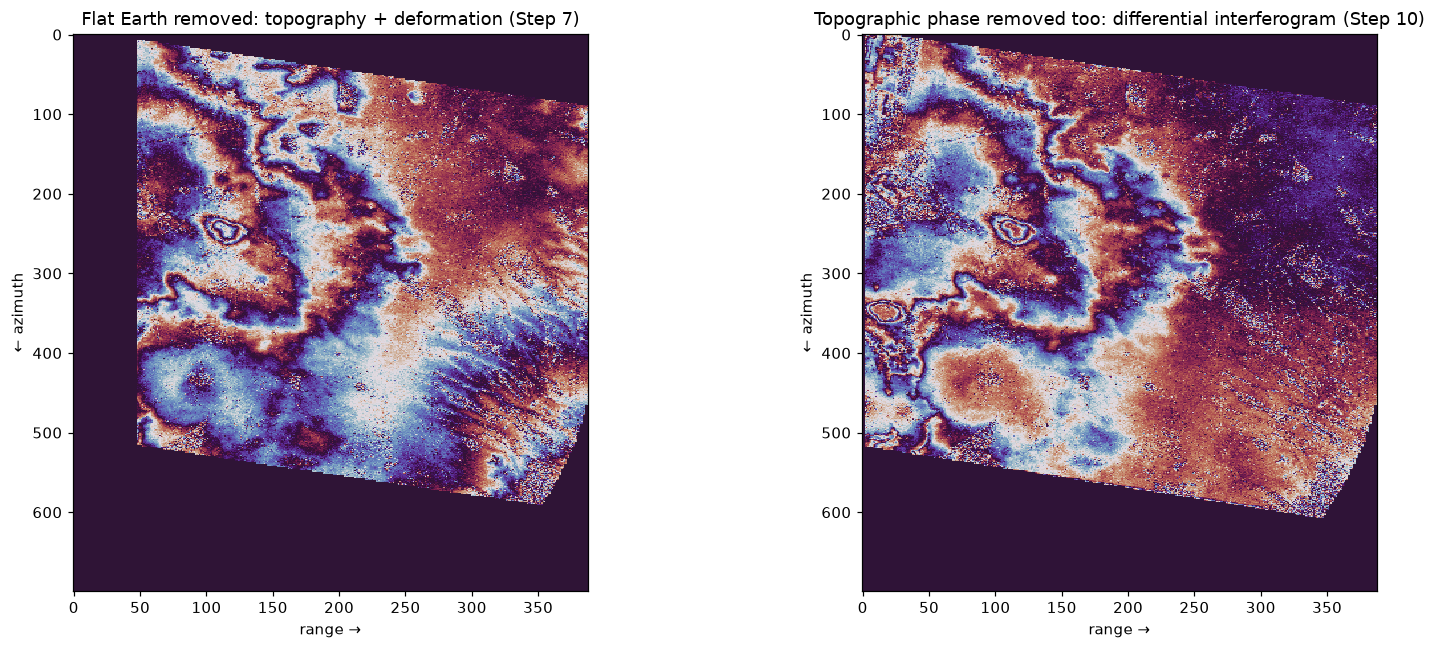 Flat Earth removed: topography + deformation (Step 7)
Topographic phase removed too: differential interferogram (Step 10)
0
100
200
300
400
500
600
← azimuth
0 50 100 150 200 250 300 350
range →
0
100
200
300
400
500
600
← azimuth
0 50 100 150 200 250 300 350
range →